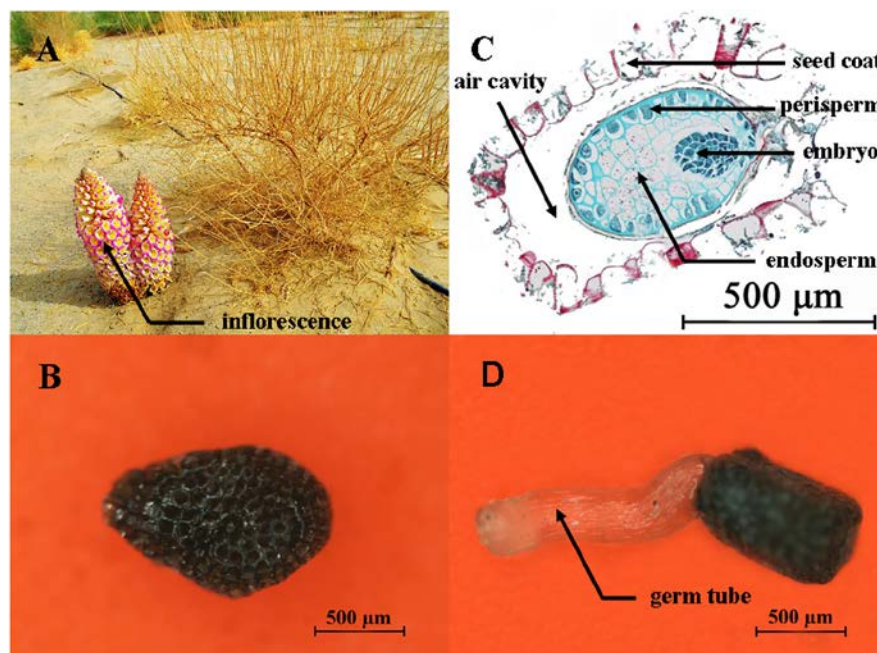 A
inflorescence
C
seed coat
air cavity
perisperm
embryo
endosperm
500 μm
B
500 μm
D
germ tube
500 μm